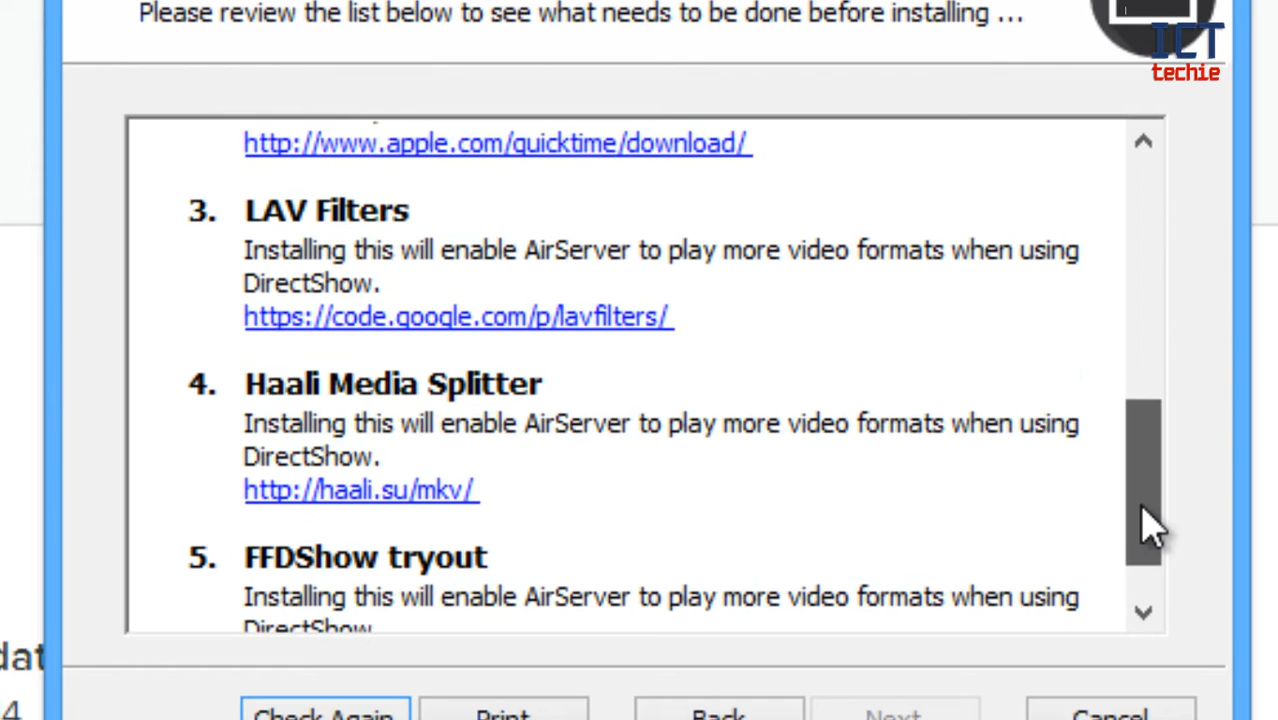 Please review the list below to see what needs to be done before installing ...
ICT
techie
http://www.apple.com/quicktime/download/
3. LAV Filters
Installing this will enable AirServer to play more video formats when using
DirectShow.
https://code.google.com/p/lavfilters/
4. Haali Media Splitter
Installing this will enable AirServer to play more video formats when using
DirectShow.
http://haali.su/mkv/
5. FFDShow tryout
Installing this will enable AirServer to play more video formats when using
DirectShow.
dat
4
Check Again Print Back Next Cancel